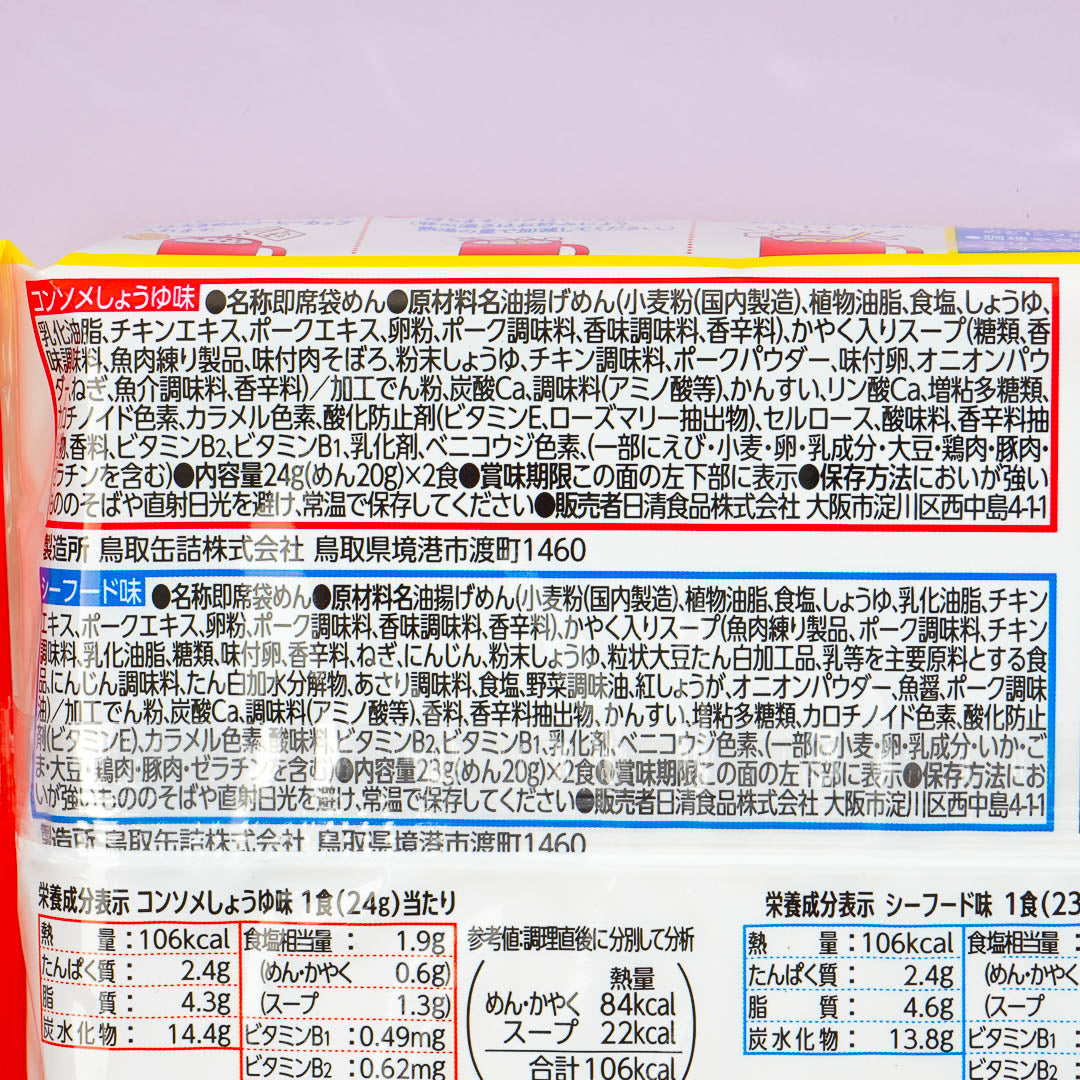 熱湯の量で加減してください)
コンソメしょうゆ味 ●名称即席袋めん●原材料名油揚げめん(小麦粉(国内製造)、植物油脂、食塩、しょうゆ、
乳化油脂、チキンエキス、ポークエキス、卵粉、ポーク調味料、香味調味料、香辛料)、かやく入りスープ(糖類、香
味調味料、魚肉練り製品、味付肉そぼろ、粉末しょうゆ、チキン調味料、ポークパウダー、味付卵、オニオンパウ
ダー、ねぎ、魚介調味料、香辛料)/加工でん粉、炭酸Ca、調味料(アミノ酸等)、かんすい、リン酸Ca、増粘多糖類、
カロチノイド色素、カラメル色素、酸化防止剤(ビタミンE、ローズマリー抽出物)、セルロース、酸味料、香辛料抽
物、香料、ビタミンB2、ビタミンB1、乳化剤、ベニコウジ色素、(一部にえび・小麦・卵・乳成分・大豆・鶏肉・豚肉・
ゼラチンを含む)●内容量24g(めん20g)×2食●賞味期限この面の左下部に表示●保存方法においが強い
もののそばや直射日光を避け、常温で保存してください●販売者日清食品株式会社 大阪市淀川区西中島4-1-1
製造所 鳥取缶詰株式会社 鳥取県境港市渡町1460
シーフード味 ●名称即席袋めん●原材料名油揚げめん(小麦粉(国内製造)、植物油脂、食塩、しょうゆ、乳化油脂、チキン
エキス、ポークエキス、卵粉、ポーク調味料、香味調味料、香辛料)、かやく入りスープ(魚肉練り製品、ポーク調味料、チキン
調味料、乳化油脂、糖類、味付卵、香辛料、ねぎ、にんじん、粉末しょうゆ、粒状大豆たん白加工品、乳等を主要原料とする食
品、にんじん調味料、たん白加水分解物、あさり調味料、食塩、野菜調味油、紅しょうが、オニオンパウダー、魚醤、ポーク調味
油)/加工でん粉、炭酸Ca、調味料(アミノ酸等)、香料、香辛料抽出物、かんすい、増粘多糖類、カロチノイド色素、酸化防止
剤(ビタミンE)、カラメル色素、酸味料、ビタミンB2、ビタミンB1、乳化剤、ベニコウジ色素、(一部に小麦・卵・乳成分・いか・ご
ま・大豆・鶏肉・豚肉・ゼラチンを含む)●内容量23g(めん20g)×2食●賞味期限この面の左下部に表示●保存方法にお
いが強いもののそばや直射日光を避け、常温で保存してください●販売者日清食品株式会社 大阪市淀川区西中島4-1-1
製造所 鳥取缶詰株式会社 鳥取県境港市渡町1460
栄養成分表示 コンソメしょうゆ味 1食(24g)当たり
熱量:106kcal
たんぱく質: 2.4g
脂質: 4.3g
炭水化物: 14.4g
食塩相当量: 1.9g
(めん・かやく 0.6g)
(スープ 1.3g)
ビタミンB1 :0.49mg
ビタミンB2 :0.62mg
参考値:調理直後に分別して分析
熱量
めん・かやく 84kcal
スープ 22kcal
合計106kcal
栄養成分表示 シーフード味 1食(23
熱量:106kcal
たんぱく質: 2.4g
脂質: 4.6g
炭水化物: 13.8g
食塩相当量:
(めん・かやく
(スープ
ビタミンB1 :
ビタミンB2 :